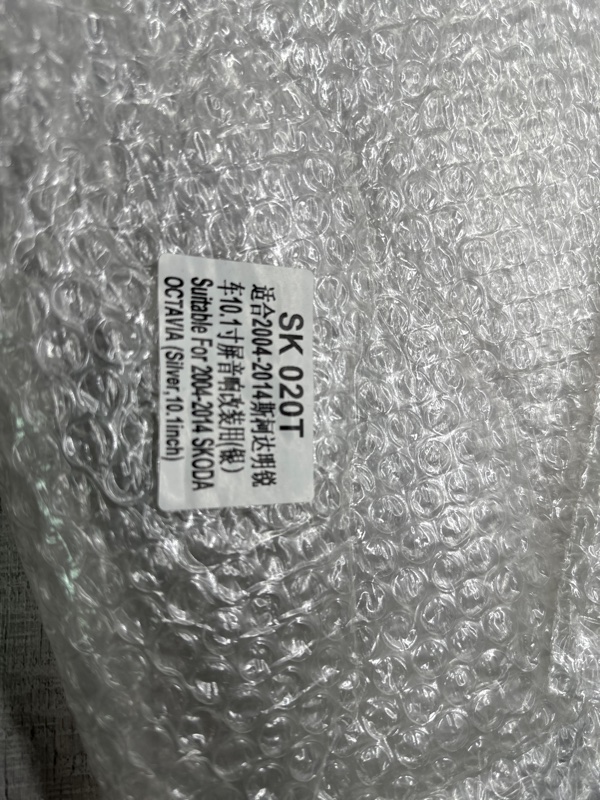 SK 020T
适合2004-2014斯柯达明锐
车10.1寸屏音响改装用(银)
Suitable For 2004-2014 SKODA
OCTAVIA (Silver,10.1inch)